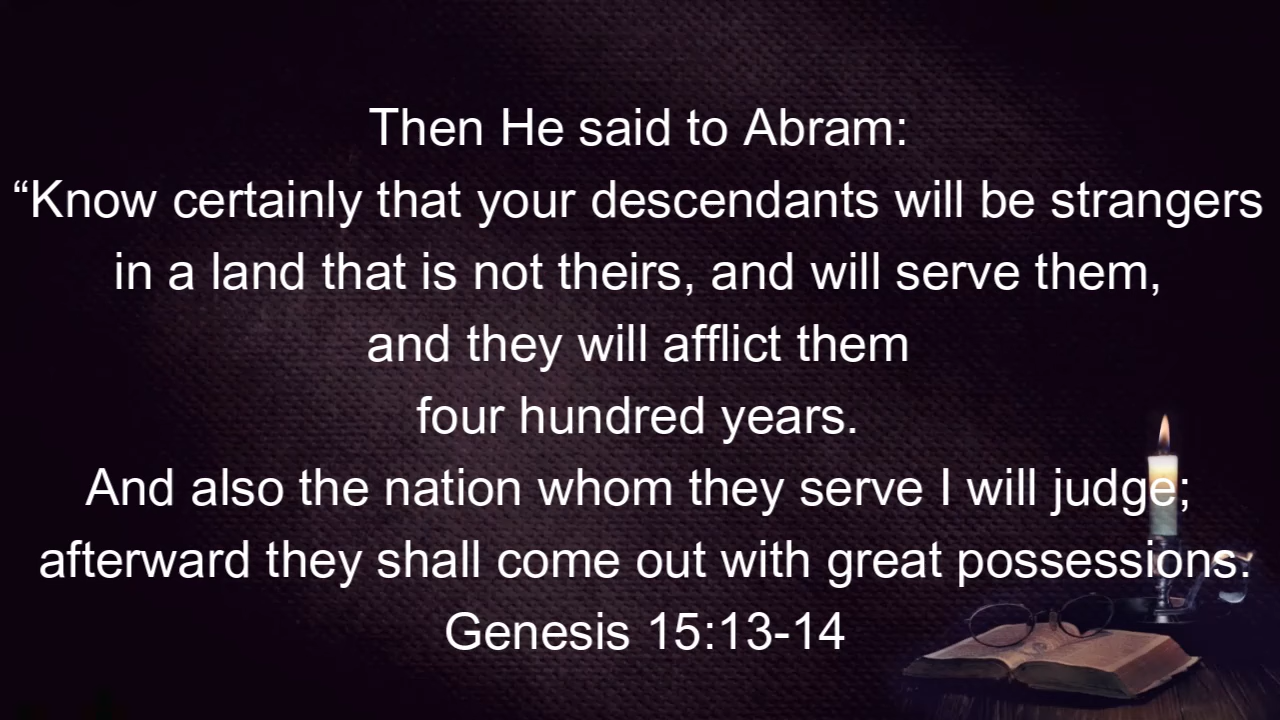 Then He said to Abram:
“Know certainly that your descendants will be strangers
in a land that is not theirs, and will serve them,
and they will afflict them
four hundred years.
And also the nation whom they serve I will judge;
afterward they shall come out with great possessions.
Genesis 15:13-14